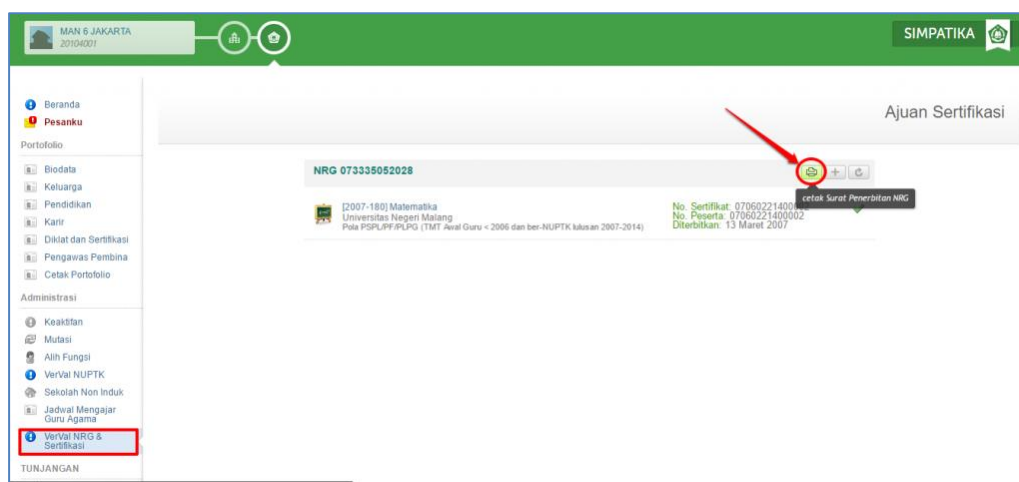 MAN 6 JAKARTA
20104001
SIMPATIKA
Beranda
Pesanku
Portofolio
Biodata
Keluarga
Pendidikan
Karir
Diklat dan Sertifikasi
Pengawas Pembina
Cetak Portofolio
Administrasi
Keaktifan
Mutasi
Alih Fungsi
VerVal NUPTK
Sekolah Non Induk
Jadwal Mengajar
Guru Agama
VerVal NRG &
Sertifikasi
TUNJANGAN
Ajuan Sertifikasi
NRG 073335052028
cetak Surat Penerbitan NRG
[2007-180] Matematika
Universitas Negeri Malang
Pola PSPL/PF/PLPG (TMT Awal Guru < 2006 dan ber-NUPTK lulusan 2007-2014)
No. Sertifikat: 07060221400002
No. Peserta: 07060221400002
Diterbitkan: 13 Maret 2007